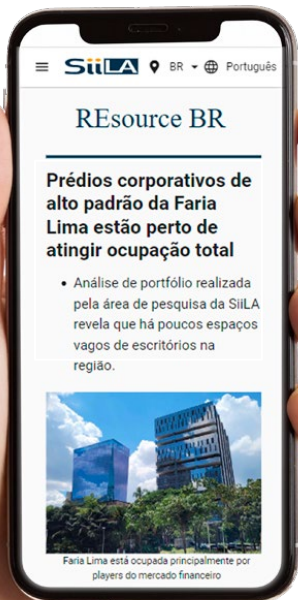 SiiLA BR Português
REsource BR
Prédios corporativos de
alto padrão da Faria
Lima estão perto de
atingir ocupação total
• Análise de portfólio realizada
pela área de pesquisa da SiiLA
revela que há poucos espaços
vagos de escritórios na
região.
Faria Lima está ocupada principalmente por
players do mercado financeiro